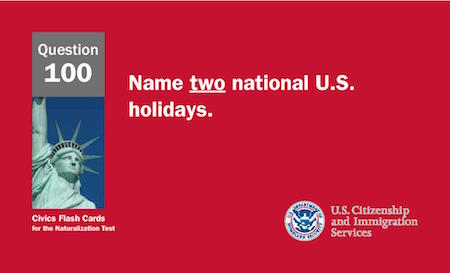 Question
100
Name two national U.S.
holidays.
Civics Flash Cards
for the Naturalization Test
U.S. Citizenship
and Immigration
Services